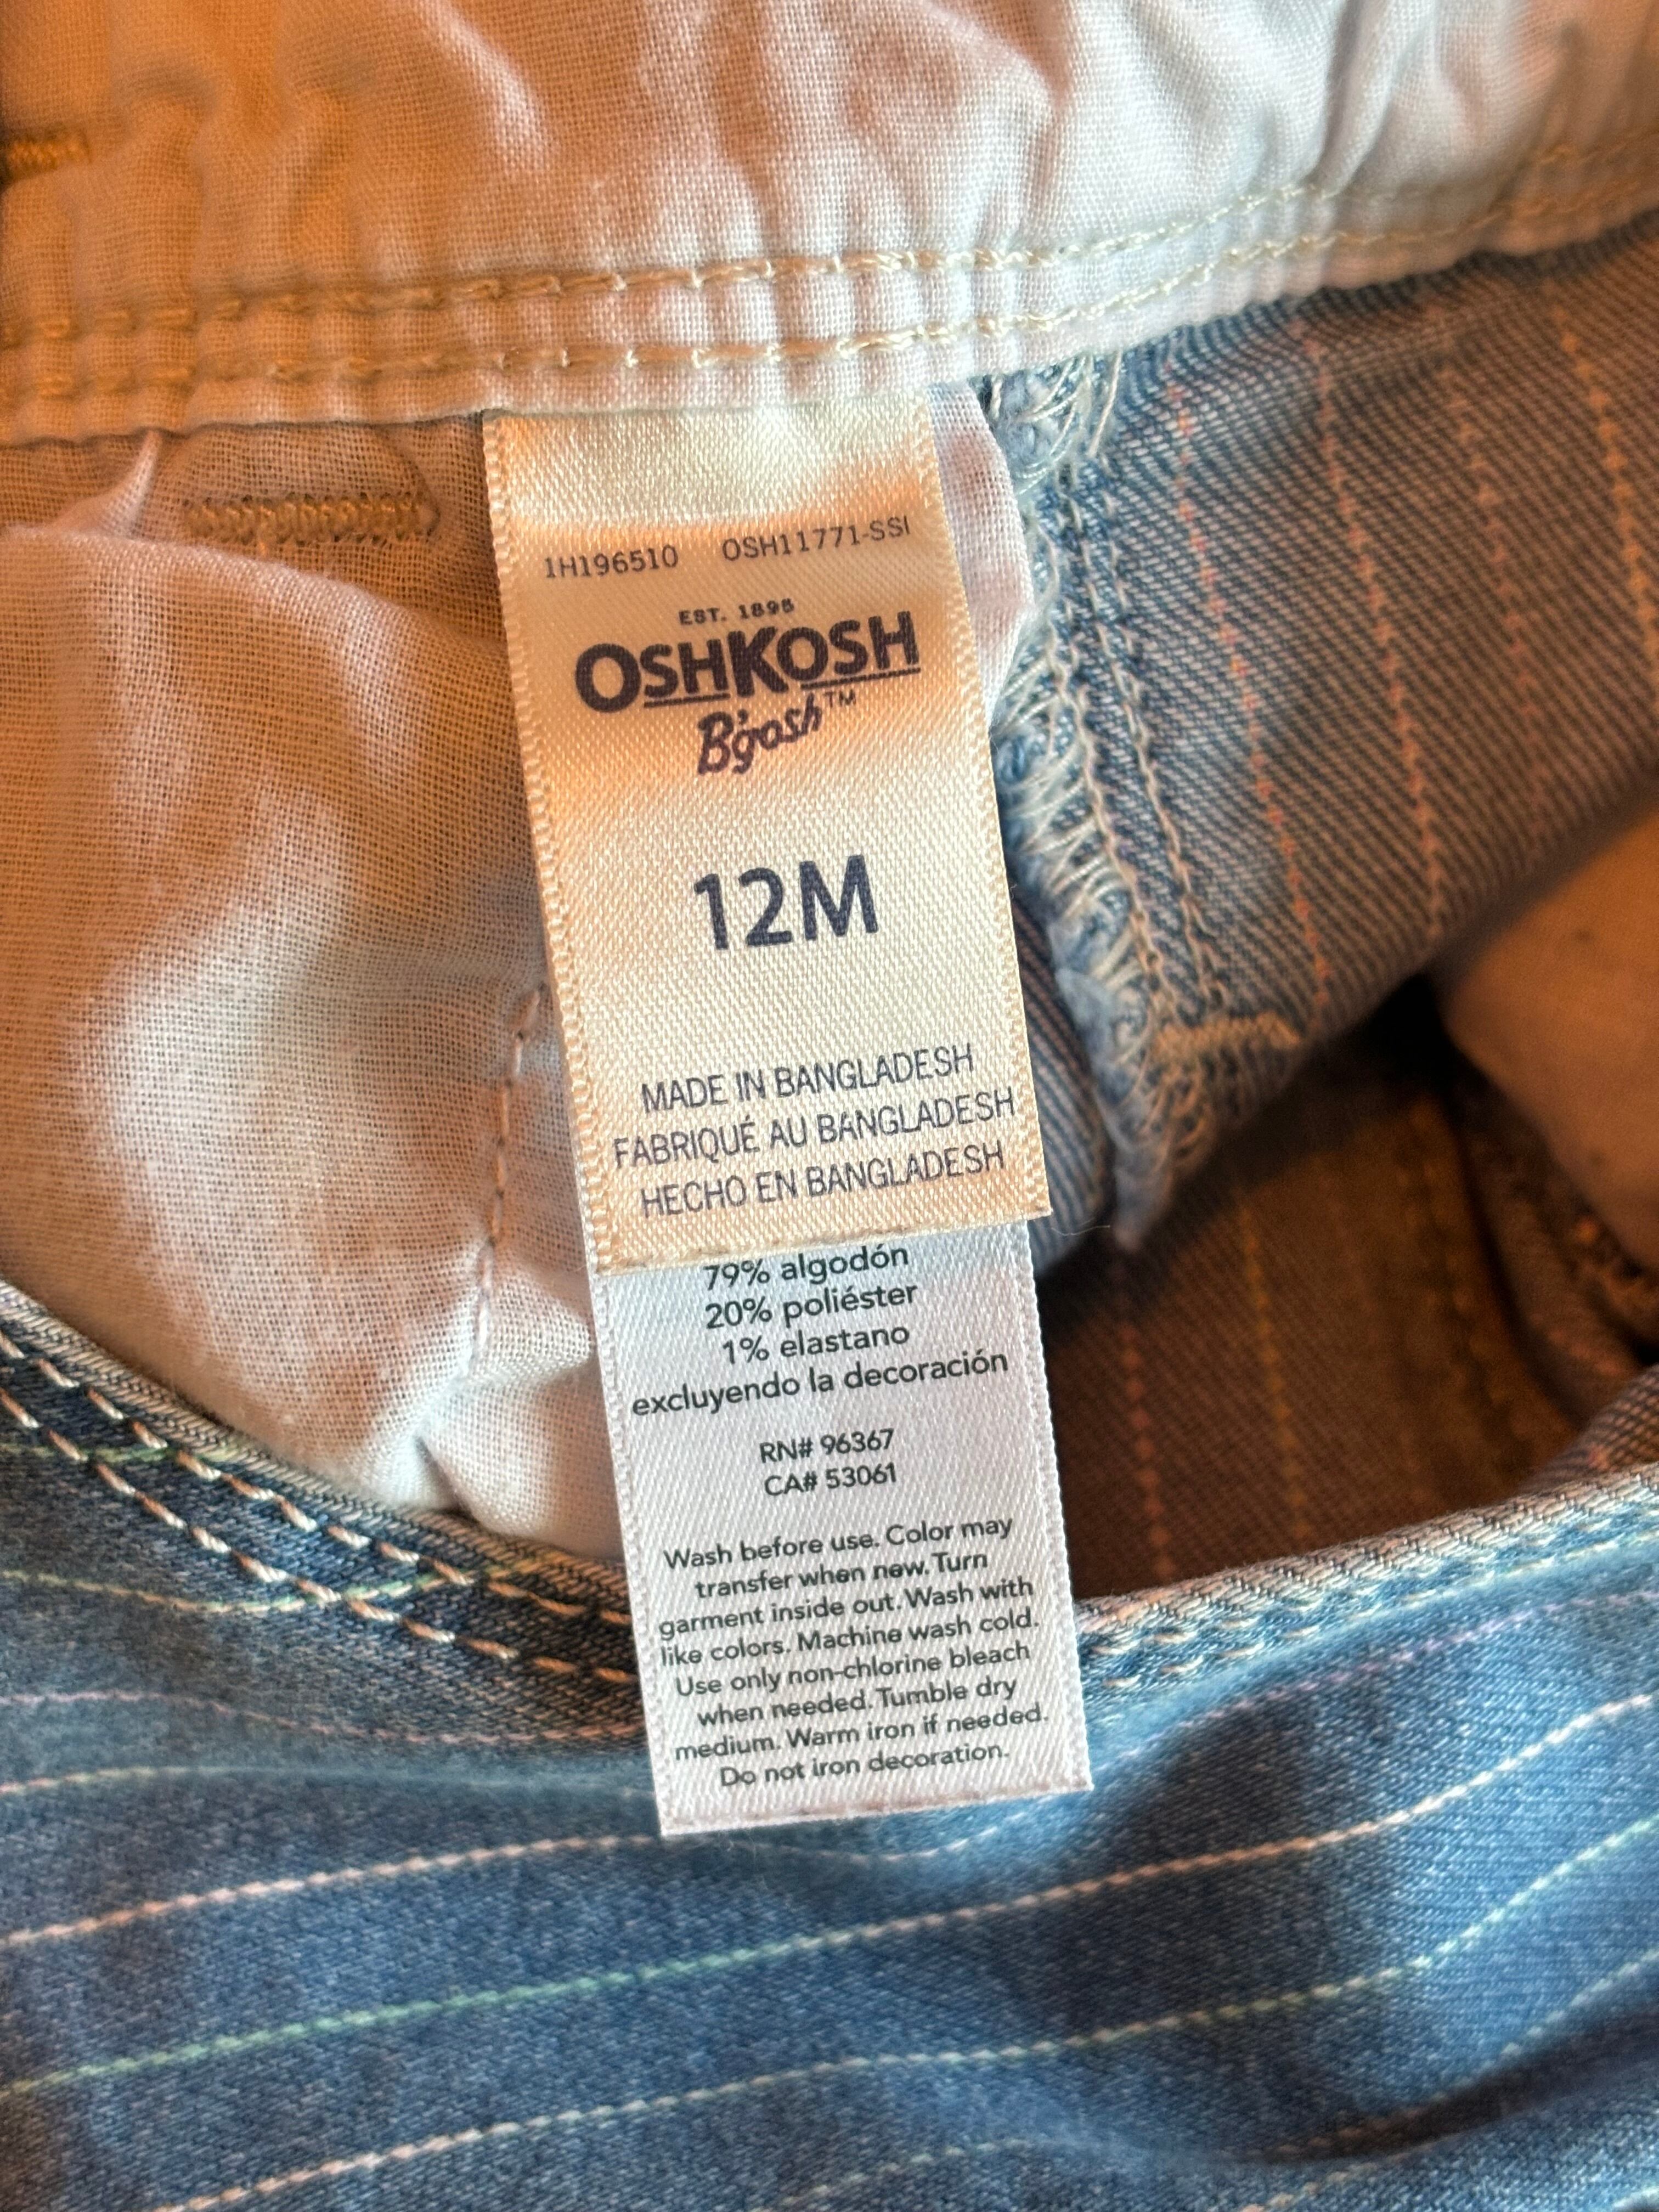 1H196510 OSH11771-SSI
EST. 1895
OSHKOSH
B'gosh™
12M
MADE IN BANGLADESH
FABRIQUÉ AU BANGLADESH
HECHO EN BANGLADESH
79% algodón
20% poliéster
1% elastano
excluyendo la decoración
RN# 96367
CA# 53061
Wash before use. Color may
transfer when new. Turn
garment inside out. Wash with
like colors. Machine wash cold.
Use only non-chlorine bleach
when needed. Tumble dry
medium. Warm iron if needed.
Do not iron decoration.